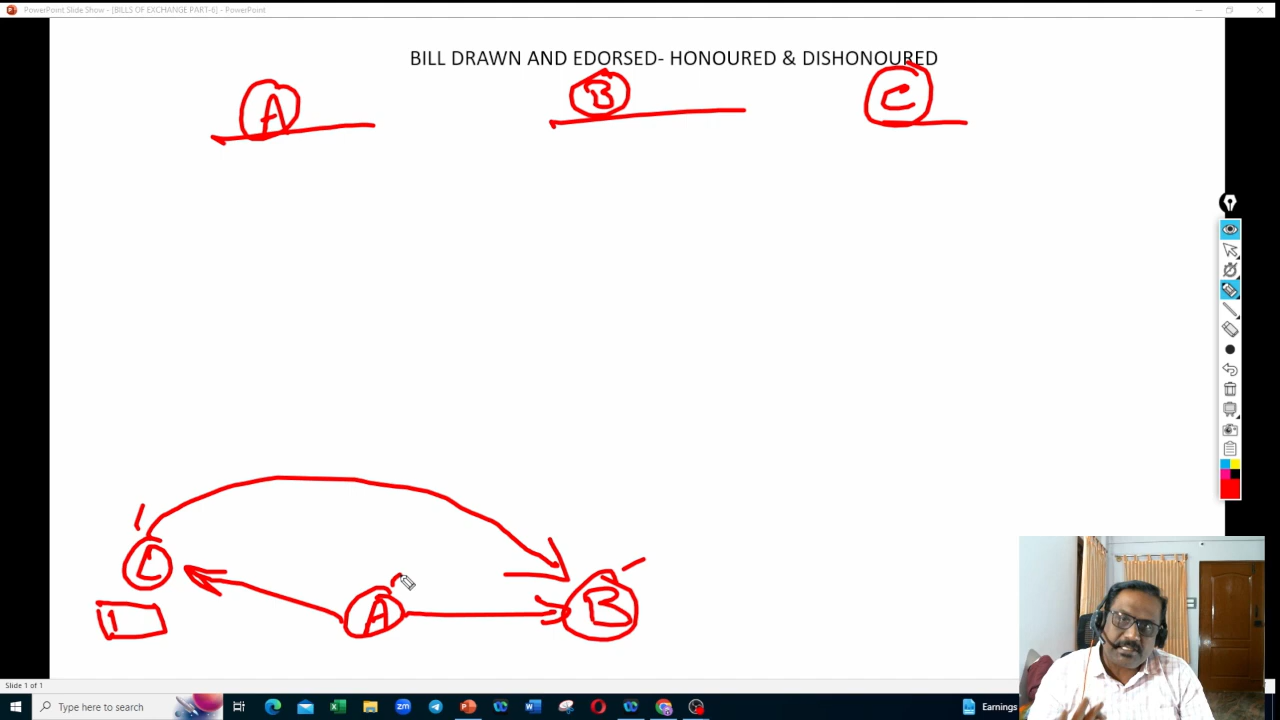 PowerPoint Slide Show - [BILLS OF EXCHANGE PART-6] - PowerPoint
BILL DRAWN AND EDORSED- HONOURED & DISHONOURED
A B C
C
A B
1
Slide 1 of 1
Type here to search
Earnings